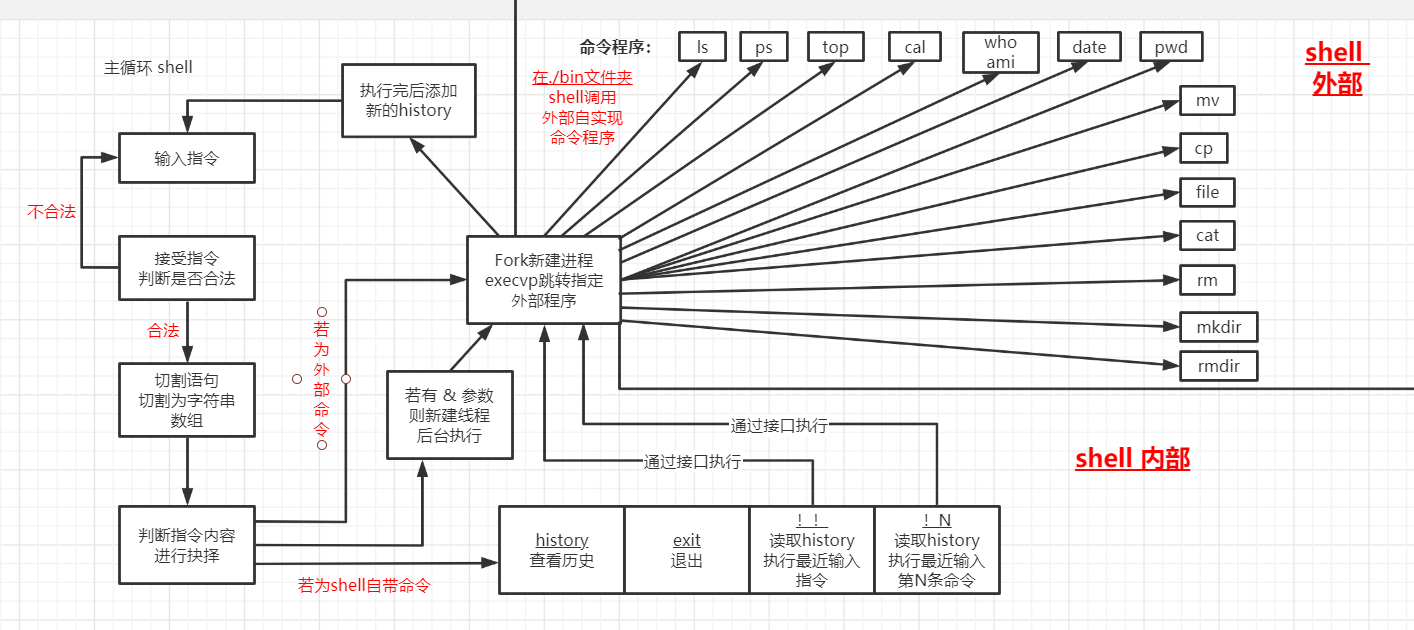 命令程序：
ls
ps
top
cal
who
ami
date
pwd
shell
外部
主循环 shell
执行完后添加
新的history
在./bin文件夹
shell调用
外部自实现
命令程序
mv
输入指令
cp
不合法
file
接受指令
判断是否合法
cat
Fork新建进程
execvp跳转指定
外部程序
rm
合法
若
为
外
部
命
令
mkdir
rmdir
切割语句
切割为字符串
数组
若有 & 参数
则新建线程
后台执行
通过接口执行
通过接口执行
shell 内部
判断指令内容
进行抉择
若为shell自带命令
history
查看历史
exit
退出
！！
读取history
执行最近输入
指令
！N
读取history
执行最近输入
第N条命令